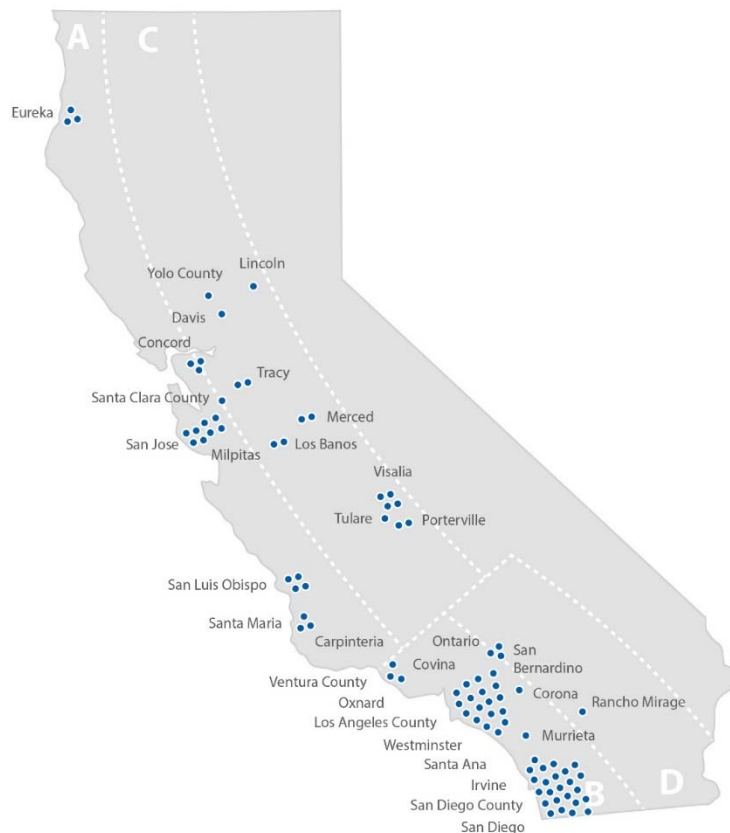 A
C
Eureka
Lincoln
Yolo County
Davis
Concord
Tracy
Santa Clara County
Merced
San Jose
Milpitas
Los Banos
Visalia
Tulare
Porterville
San Luis Obispo
Santa Maria
Carpinteria
Ontario
San
Bernardino
Covina
Ventura County
Corona
Oxnard
Rancho Mirage
Los Angeles County
Murrieta
Westminster
Santa Ana
Irvine
B
D
San Diego County
San Diego